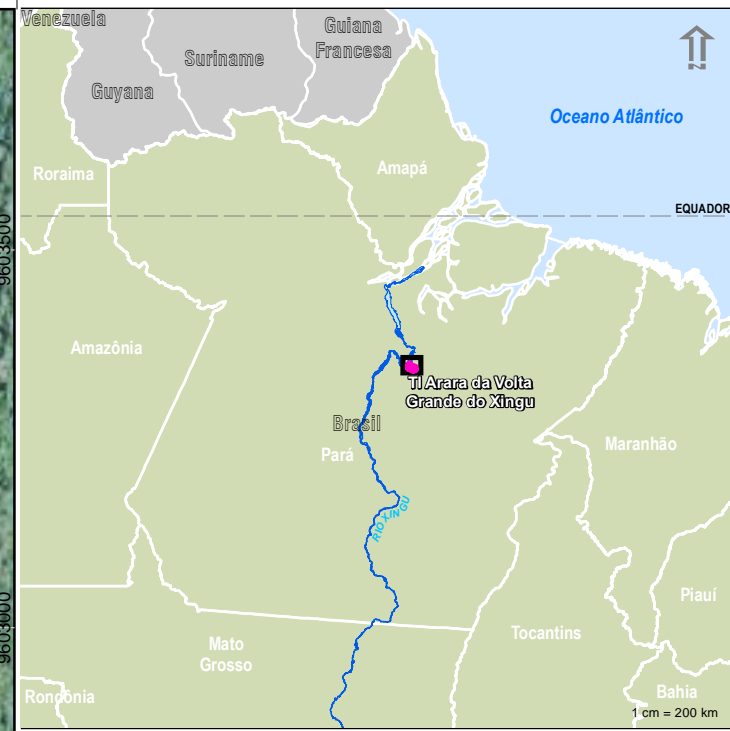 Venezuela
Guiana
Francesa
Suriname
Guyana
N
Oceano Atlântico
Amapá
Roraima
EQUADOR
9603500
Amazônia
TI Arara da Volta
Grande do Xingu
Brasil
Maranhão
Pará
RIO XINGU
Piauí
9603000
Tocantins
Mato
Grosso
Rondônia
Bahia
1 cm = 200 km